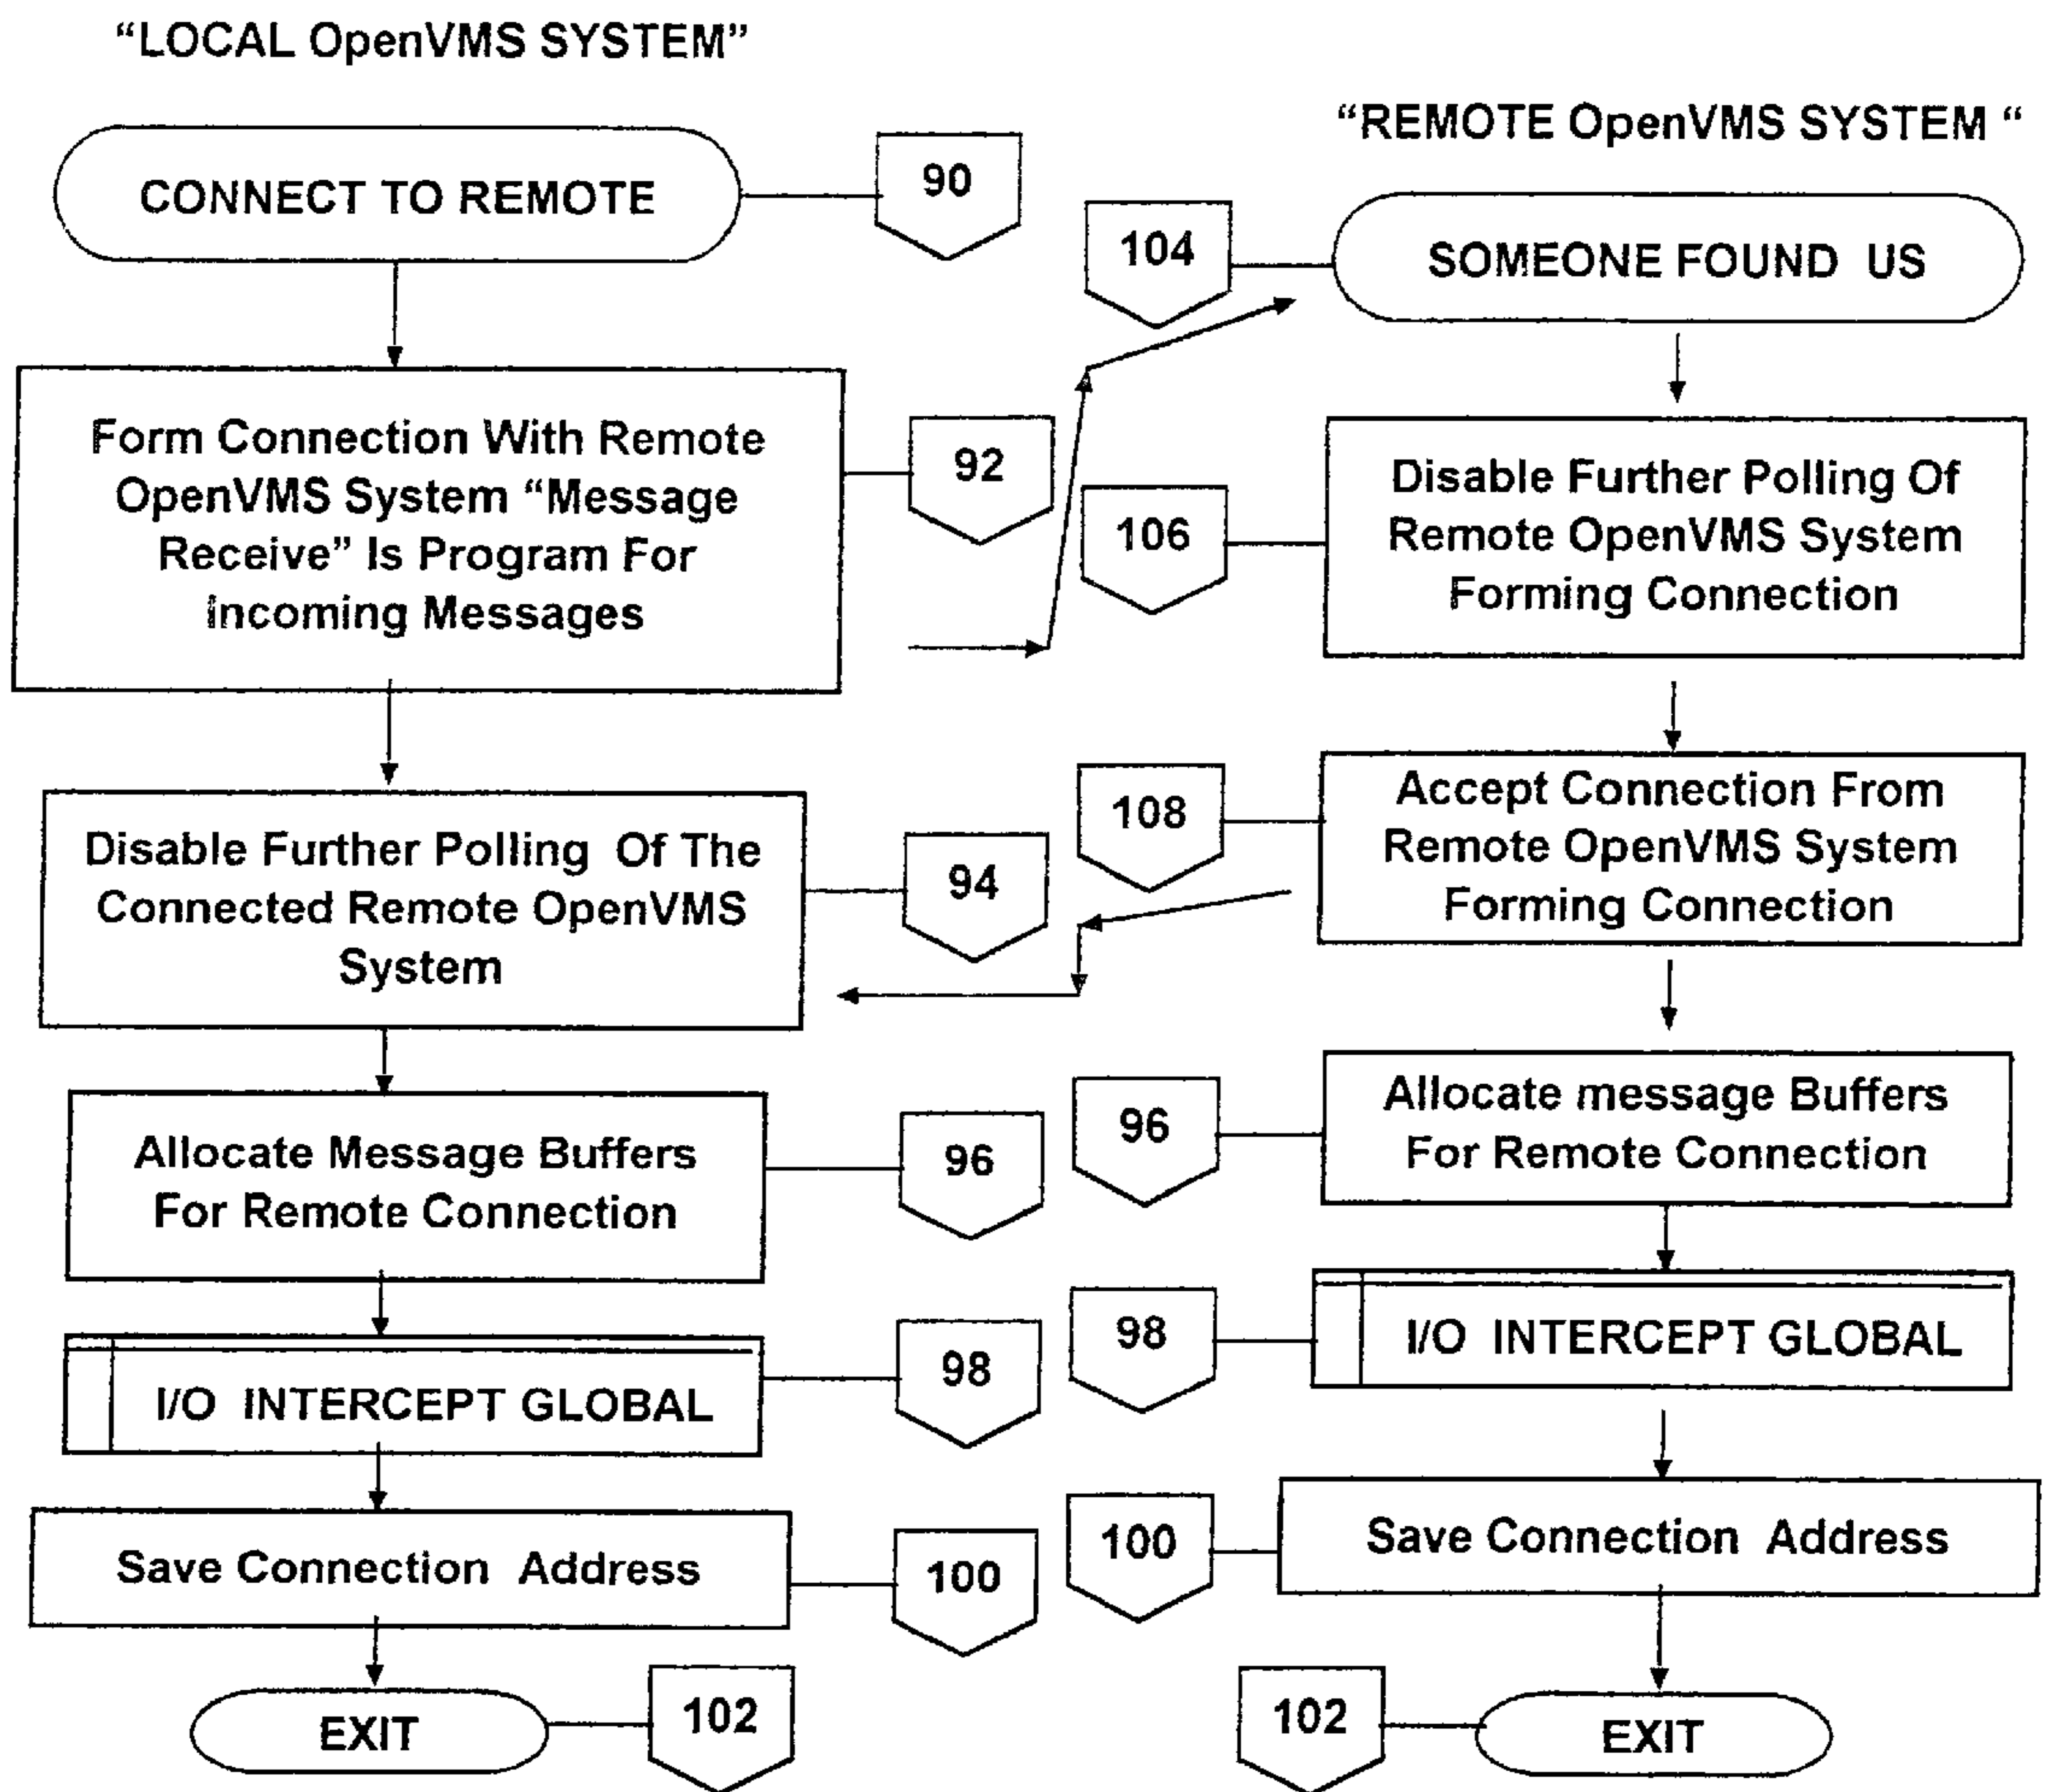 “LOCAL OpenVMS SYSTEM”
CONNECT TO REMOTE
90
Form Connection With Remote
OpenVMS System “Message
Receive” Is Program For
Incoming Messages
92
Disable Further Polling Of The
Connected Remote OpenVMS
System
94
Allocate Message Buffers
For Remote Connection
96
I/O INTERCEPT GLOBAL
98
Save Connection Address
100
EXIT
102
“REMOTE OpenVMS SYSTEM “
104
SOMEONE FOUND US
106
Disable Further Polling Of
Remote OpenVMS System
Forming Connection
108
Accept Connection From
Remote OpenVMS System
Forming Connection
96
Allocate message Buffers
For Remote Connection
98
I/O INTERCEPT GLOBAL
100
Save Connection Address
102
EXIT